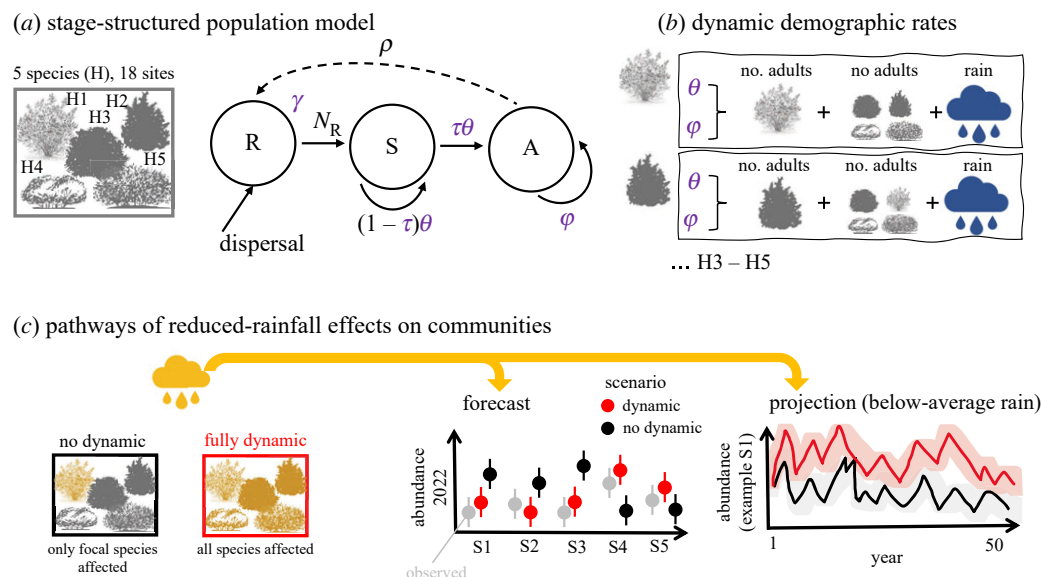 (a) stage-structured population model
5 species (H), 18 sites
H1
H2
H3
H4
H5
ρ
γ
R
N_R
S
τθ
A
(1 – τ)θ
φ
dispersal
(b) dynamic demographic rates
no. adults
no adults
rain
θ
φ
+
+
no. adults
no. adults
rain
θ
φ
+
+
... H3 – H5
(c) pathways of reduced-rainfall effects on communities
no dynamic
only focal species
affected
fully dynamic
all species affected
forecast
scenario
dynamic
no dynamic
abundance
2022
S1
S2
S3
S4
S5
observed
projection (below-average rain)
abundance
(example S1)
1
50
year